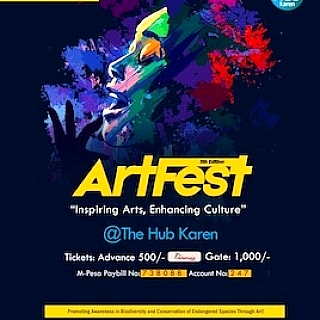 Karen
ArtFest
"Inspiring Arts, Enhancing Culture"
@The Hub Karen
Tickets: Advance 500/- Gate: 1,000/-
M-Pesa Paybill No: 738088 Account No: 247
Promoting Awareness in Biodiversity and Conservation of Endangered Species Through Art!